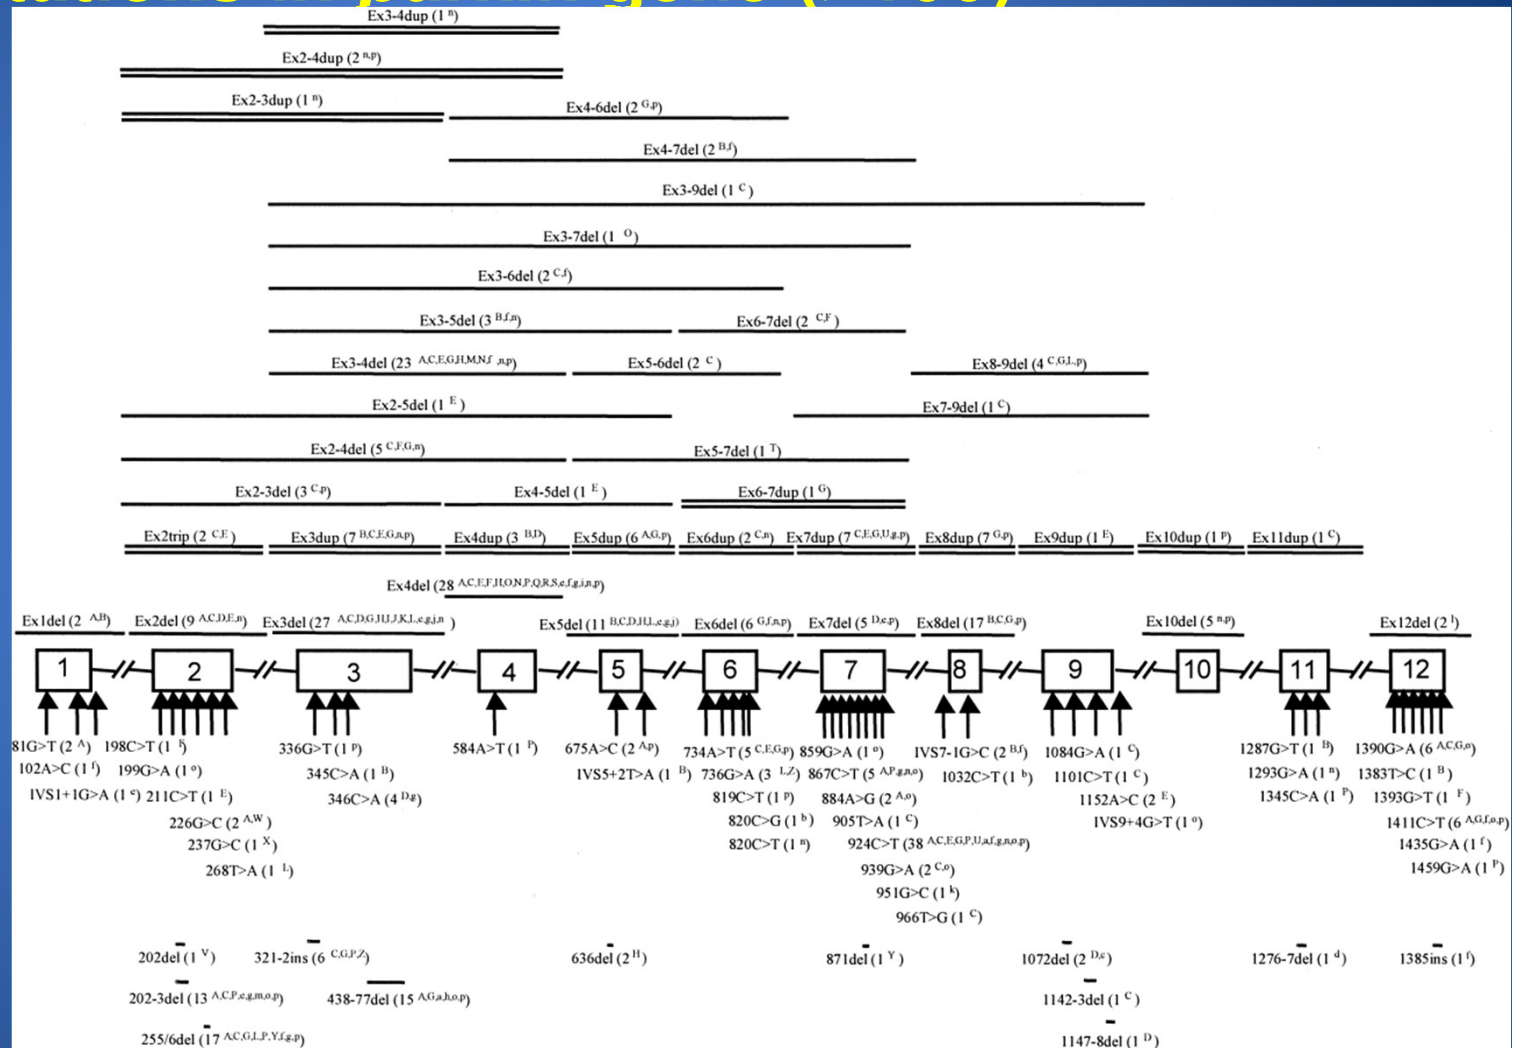 Ex3-4dup (1 n)
Ex2-4dup (2 n,p)
Ex2-3dup (1 n)
Ex4-6del (2 G,p)
Ex4-7del (2 B,f)
Ex3-9del (1 C)
Ex3-7del (1 O)
Ex3-6del (2 C,f)
Ex3-5del (3 B,f,n) Ex6-7del (2 C,F)
Ex3-4del (23 A,C,E,G,H,M,N,f ,n,p) Ex5-6del (2 C) Ex8-9del (4 C,G,L,p)
Ex2-5del (1 E) Ex7-9del (1 C)
Ex2-4del (5 C,F,G,n) Ex5-7del (1 T)
Ex2-3del (3 C,p) Ex4-5del (1 E) Ex6-7dup (1 G)
Ex2trip (2 C,E) Ex3dup (7 B,C,E,G,n,p) Ex4dup (3 B,D) Ex5dup (6 A,G,p) Ex6dup (2 C,n) Ex7dup (7 C,E,G,U,g,p) Ex8dup (7 G,p) Ex9dup (1 E) Ex10dup (1 P) Ex11dup (1 C)
Ex4del (28 A,C,E,F,H,O,N,P,Q,R,S,e,f,g,i,n,p)
Ex1del (2 A,B) Ex2del (9 A,C,D,E,n) Ex3del (27 ) Ex5del (11 ) Ex6del (6 G,f,n,p) Ex7del (5 D,e,p) Ex8del (17 B,C,G,p) Ex10del (5 n,p) Ex12del (2 I)
1 2 3 4 5 6 7 8 9 10 11 12
81G>T (2 A) 198C>T (1 ) 336G>T (1 p) 584A>T (1 P) 675A>C (2 A,p) 734A>T (5 C,E,G,p) 859G>A (1 o) IVS7-1G>C (2 B,f) 1084G>A (1 C) 1287G>T (1 B) 1390G>A (6 A,C,G,o)
102A>C (1 f) 199G>A (1 o) 345C>A (1 B) IVS5+2T>A (1 B) 736G>A (3 L,Z) 867C>T (5 A,P,g,n,o) 1032C>T (1 b) 1101C>T (1 C) 1293G>A (1 n) 1383T>C (1 B)
IVS1+1G>A (1 e) 211C>T (1 E) 346C>A (4 D,g) 819C>T (1 p) 884A>G (2 A,o) 1152A>C (2 E) 1345C>A (1 P) 1393G>T (1 F)
226G>C (2 A,W) 820C>G (1 b) 905T>A (1 C) IVS9+4G>T (1 o) 1411C>T (6 A,G,f,o,p)
237G>C (1 X) 820C>T (1 n) 924C>T (38 A,C,E,G,P,U,a,f,g,n,o,p) 1435G>A (1 f)
268T>A (1 L) 939G>A (2 C,o) 1459G>A (1 P)
951G>C (1 k)
966T>G (1 C)
202del (1 V) 321-2ins (6 C,G,P,Z) 636del (2 H) 871del (1 Y) 1072del (2 D,c) 1276-7del (1 d) 1385ins (1 f)
202-3del (13 A,C,P,e,g,m,o,p) 438-77del (15 A,G,a,h,o,p) 1142-3del (1 C)
255/6del (17 A,C,G,L,P,Y,f,g,p) 1147-8del (1 D)